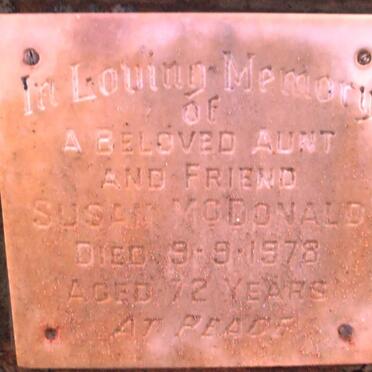 In Loving Memory
of
A BELOVED AUNT
AND FRIEND
SUSAN MCDONALD
DIED 9-9-1978
AGED 72 YEARS
AT PEACE